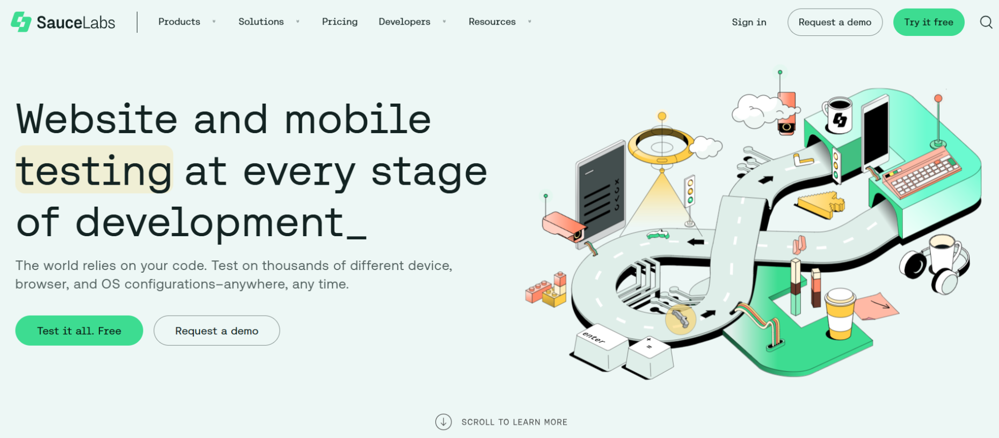 SauceLabs
Products
Solutions
Pricing
Developers
Resources
Sign in
Request a demo
Try it free
Website and mobile
testing at every stage
of development_
The world relies on your code. Test on thousands of different device,
browser, and OS configurations—anywhere, any time.
Test it all. Free
Request a demo
enter
+
=
SCROLL TO LEARN MORE